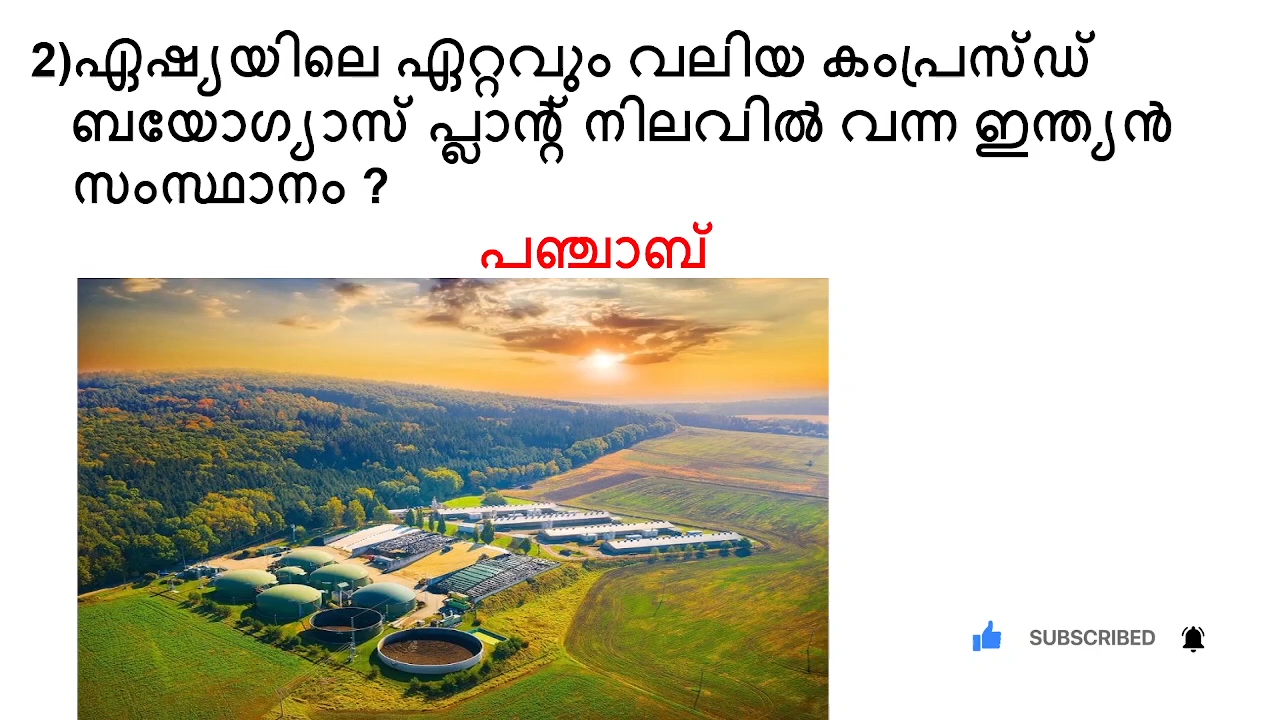 2)ഏഷ്യയിലെ ഏറ്റവും വലിയ കംപ്രസ്ഡ്
ബയോഗ്യാസ് പ്ലാന്റ് നിലവിൽ വന്ന ഇന്ത്യൻ
സംസ്ഥാനം ?
പഞ്ചാബ്
SUBSCRIBED